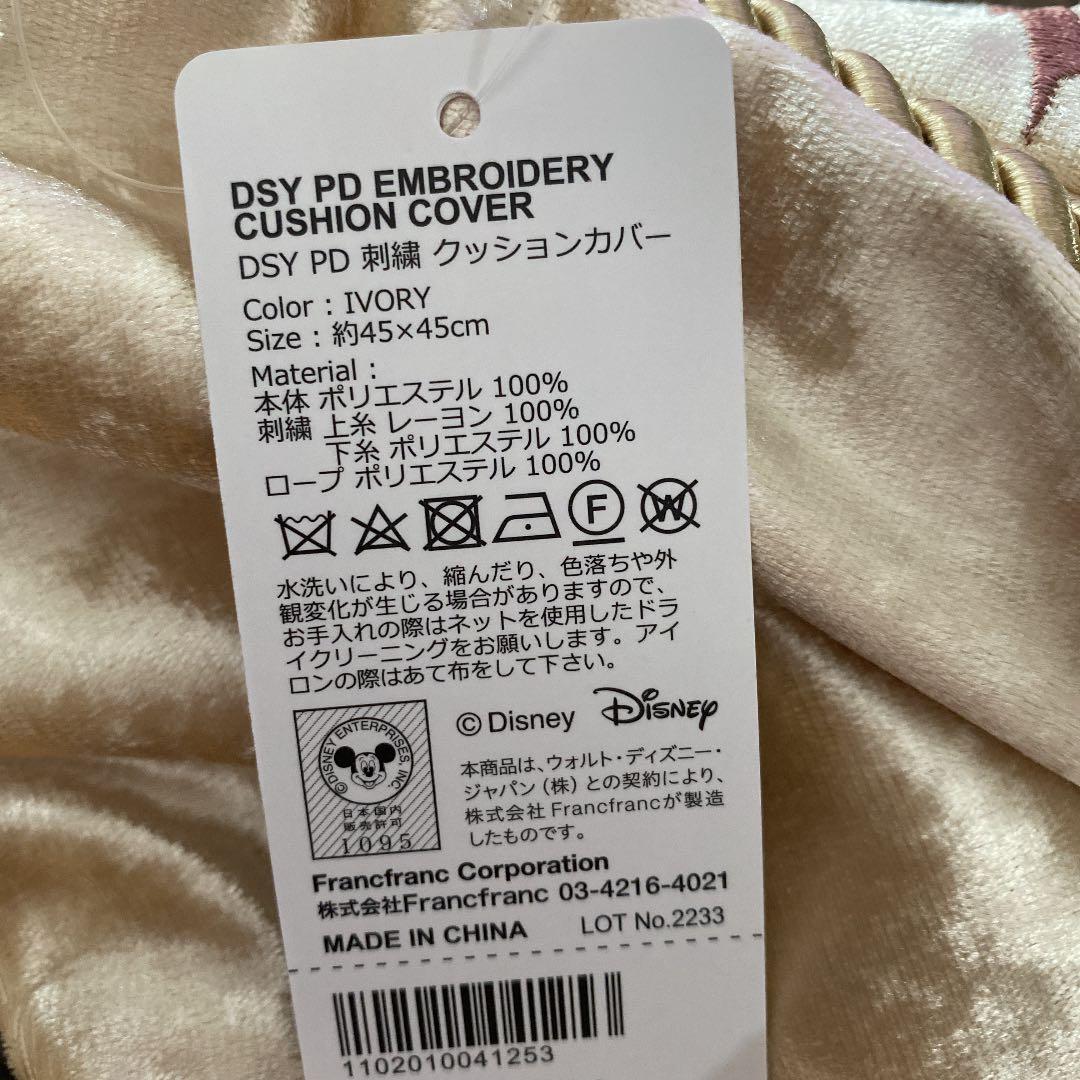 DSY PD EMBROIDERY
CUSHION COVER
DSY PD 刺繍 クッションカバー
Color : IVORY
Size : 約45×45cm
Material :
本体 ポリエステル 100%
刺繍 上糸 レーヨン 100%
下糸 ポリエステル 100%
ロープ ポリエステル 100%
F W
水洗いにより、縮んだり、色落ちや外
観変化が生じる場合がありますので、
お手入れの際はネットを使用したドラ
イクリーニングをお願いします。アイ
ロンの際はあて布をして下さい。
©DISNEY ENTERPRISES, INC.
日本国内
販売許可
1095
©Disney Disney
本商品は、ウォルト・ディズニー・
ジャパン（株）との契約により、
株式会社Francfrancが製造
したものです。
Francfranc Corporation
株式会社Francfranc 03-4216-4021
MADE IN CHINA LOT No.2233
1102010041253